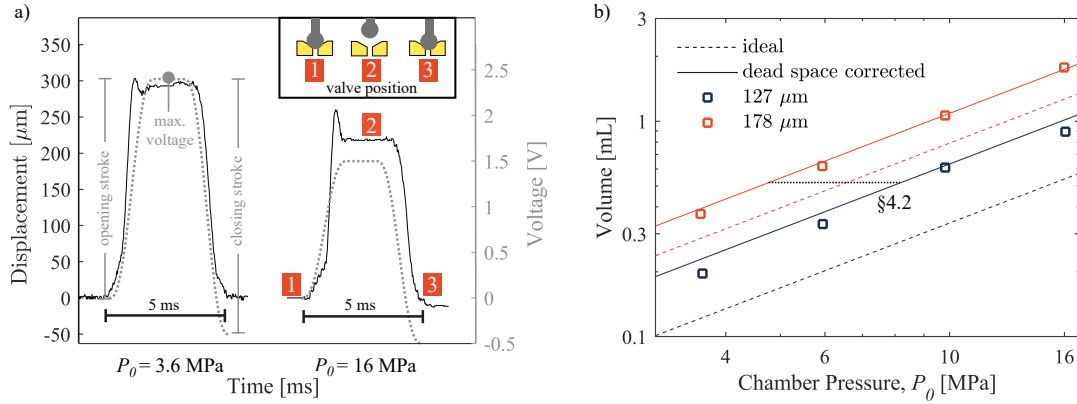 a)
Displacement [μm]
350
300
250
200
150
100
50
0
-50
opening stroke
max.
voltage
closing stroke
5 ms
P0 = 3.6 MPa
1
2
3
valve position
1
2
3
5 ms
P0 = 16 MPa
Time [ms]
2.5
2
1.5
1
0.5
0
-0.5
Voltage [V]
b)
Volume [mL]
3
1
0.3
0.1
ideal
dead space corrected
127 μm
178 μm
§4.2
4
6
10
16
Chamber Pressure, P0 [MPa]